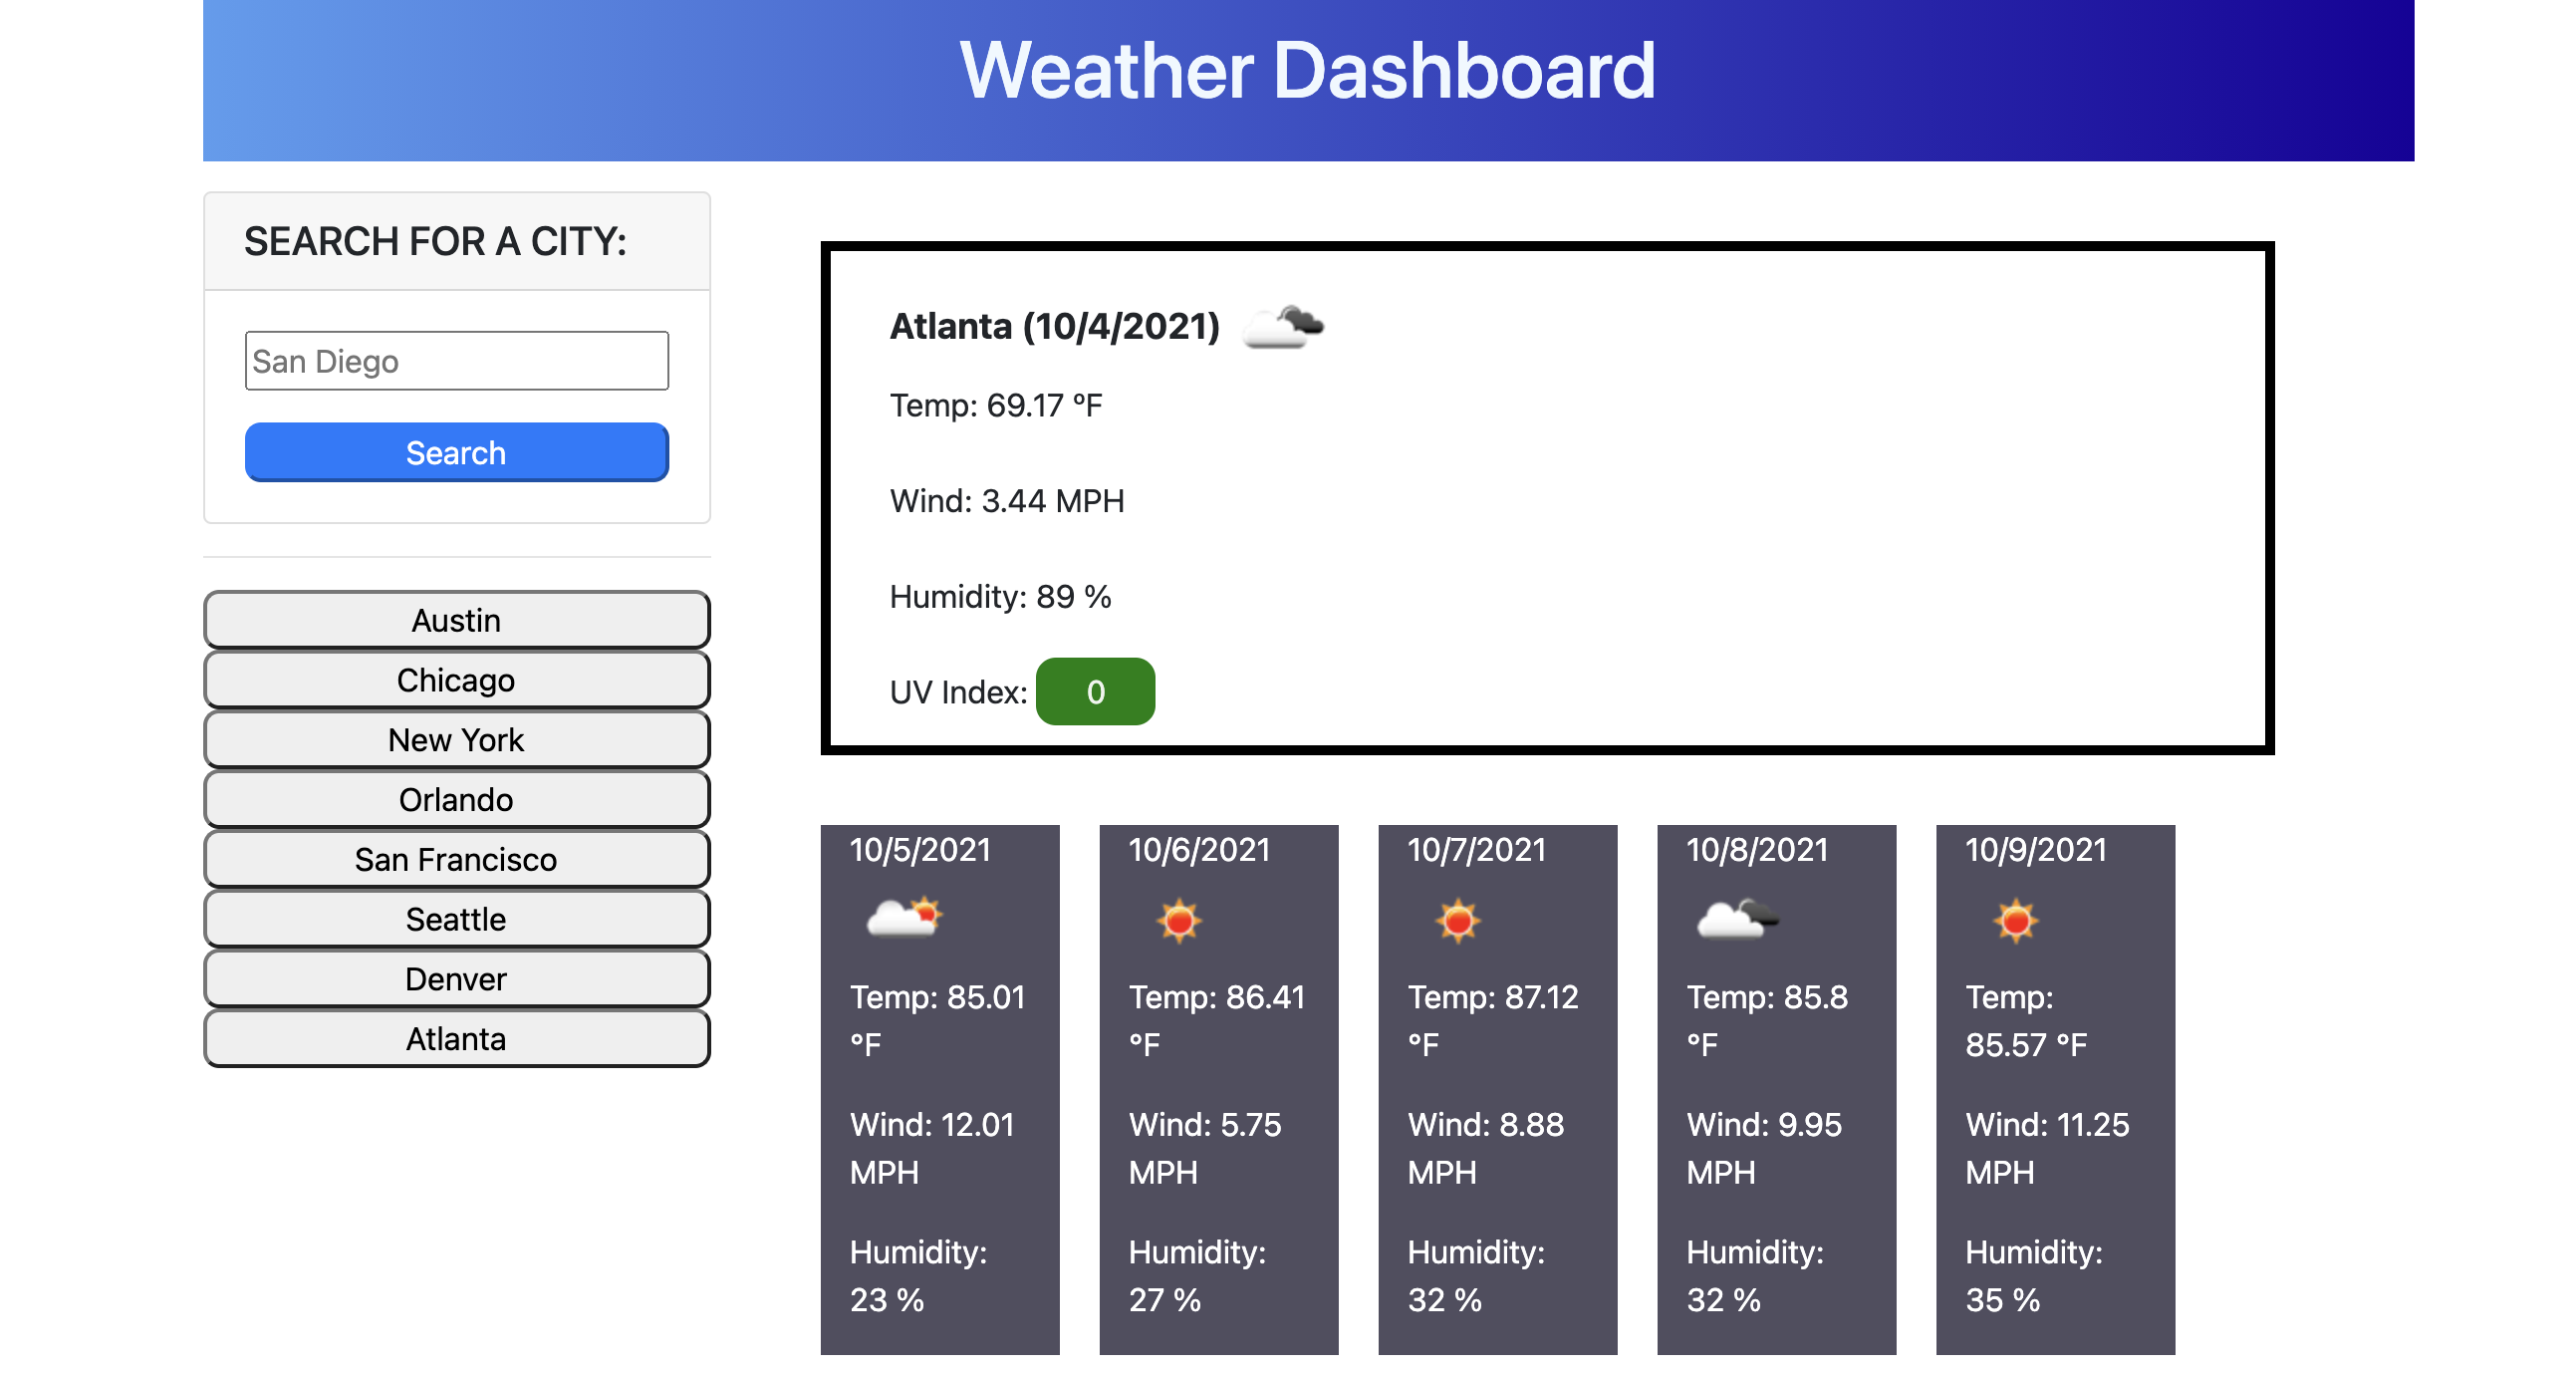 Weather Dashboard
SEARCH FOR A CITY:
San Diego
Search
Austin
Chicago
New York
Orlando
San Francisco
Seattle
Denver
Atlanta
Atlanta (10/4/2021)
Temp: 69.17 °F
Wind: 3.44 MPH
Humidity: 89 %
UV Index: 0
10/5/2021
Temp: 85.01
°F
Wind: 12.01
MPH
Humidity:
23 %
10/6/2021
Temp: 86.41
°F
Wind: 5.75
MPH
Humidity:
27 %
10/7/2021
Temp: 87.12
°F
Wind: 8.88
MPH
Humidity:
32 %
10/8/2021
Temp: 85.8
°F
Wind: 9.95
MPH
Humidity:
32 %
10/9/2021
Temp:
85.57 °F
Wind: 11.25
MPH
Humidity:
35 %